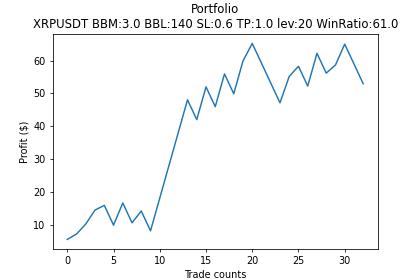 Portfolio
XRPUSDT BBM:3.0 BBL:140 SL:0.6 TP:1.0 lev:20 WinRatio:61.0
60
50
40
30
20
10
Profit ($)
0 5 10 15 20 25 30
Trade counts